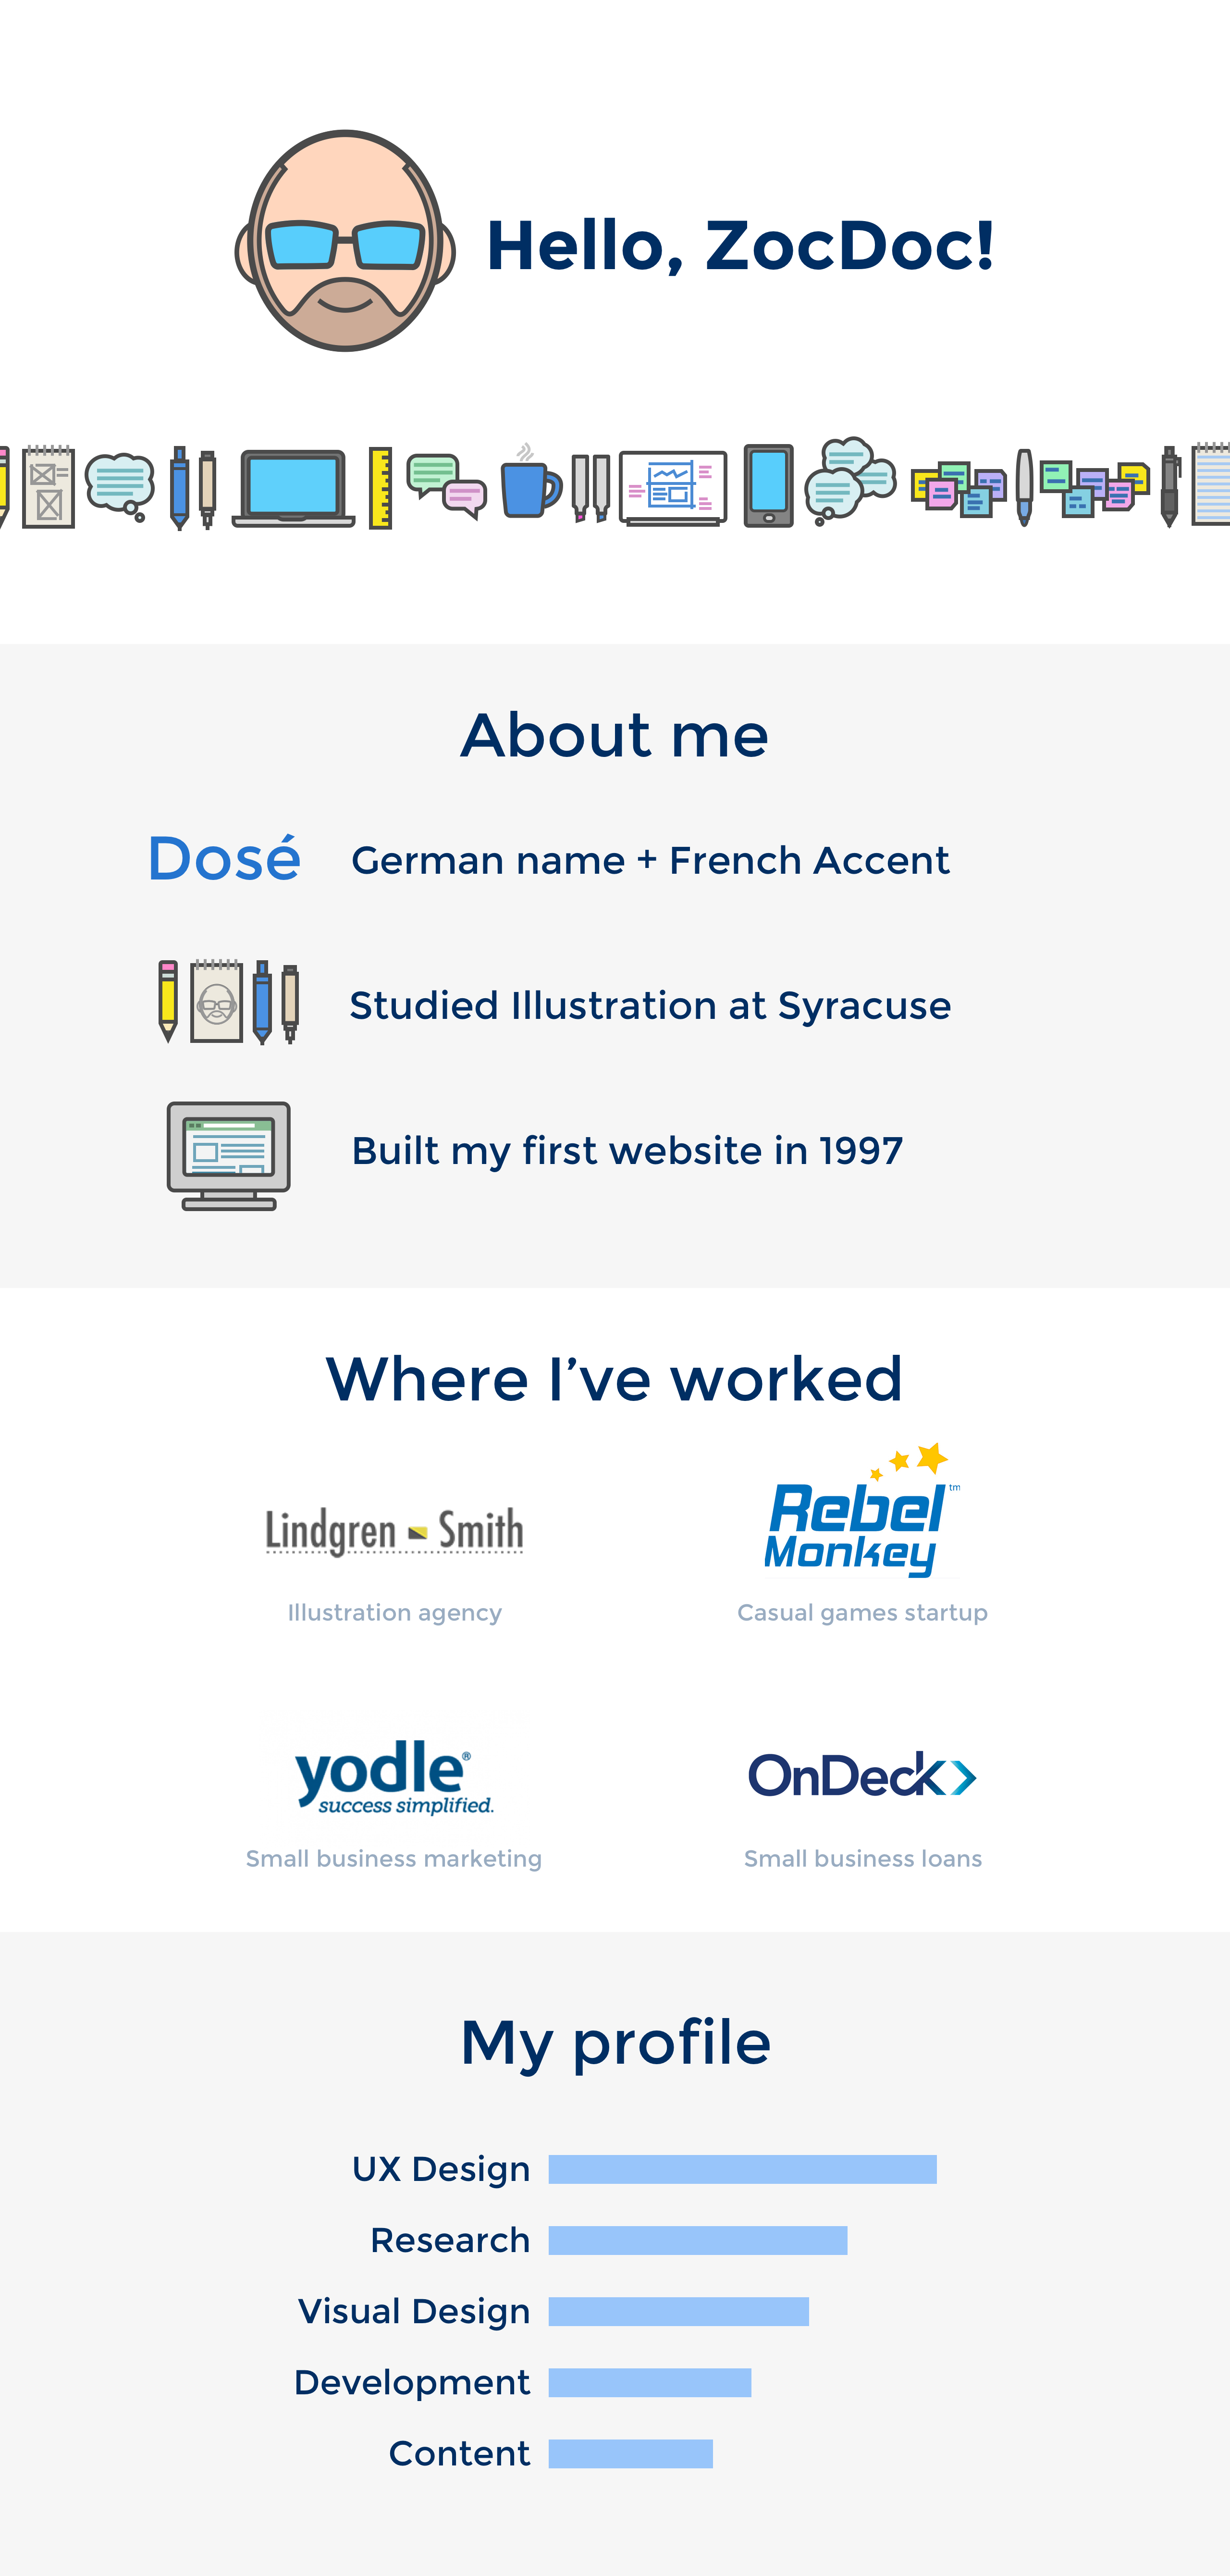 Hello, ZocDoc!
About me
Dosé
German name + French Accent
Studied Illustration at Syracuse
Built my first website in 1997
Where I’ve worked
Lindgren Smith
Illustration agency
Rebel tm
Monkey
Casual games startup
yodle®
success simplified.
Small business marketing
OnDeck
Small business loans
My profile
UX Design
Research
Visual Design
Development
Content